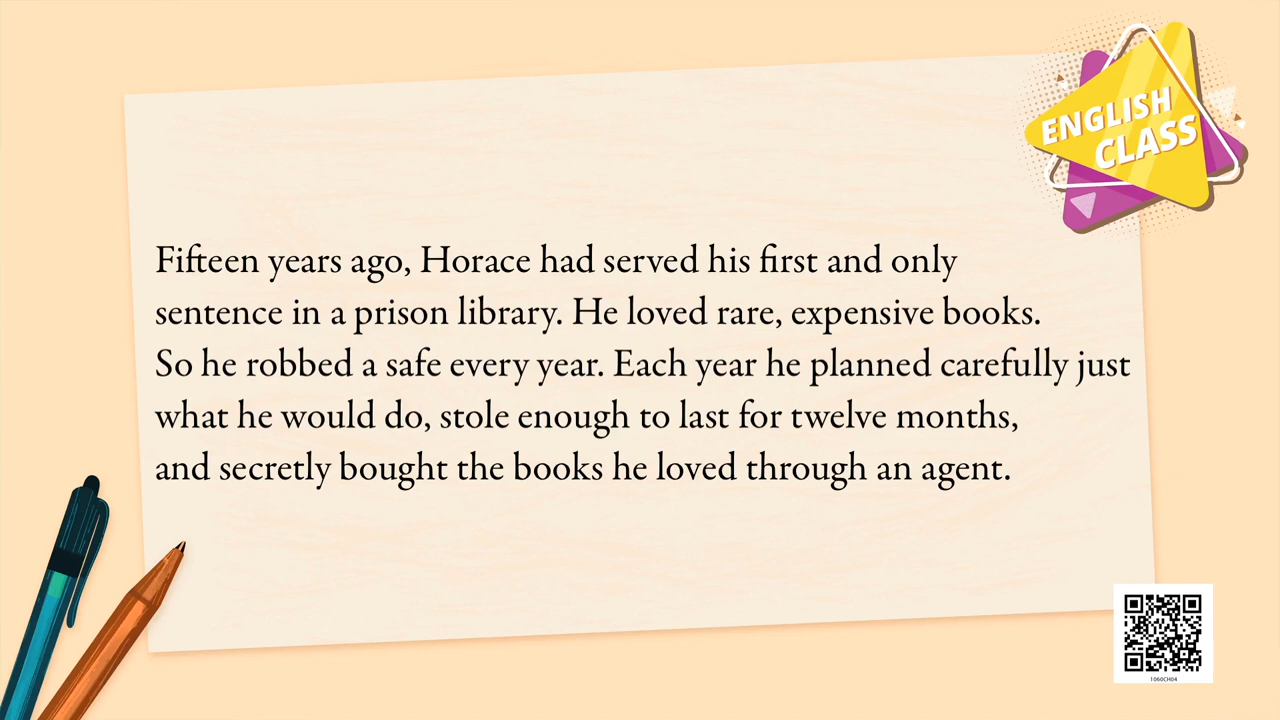 ENGLISH
CLASS
Fifteen years ago, Horace had served his first and only
sentence in a prison library. He loved rare, expensive books.
So he robbed a safe every year. Each year he planned carefully just
what he would do, stole enough to last for twelve months,
and secretly bought the books he loved through an agent.
1060CH04